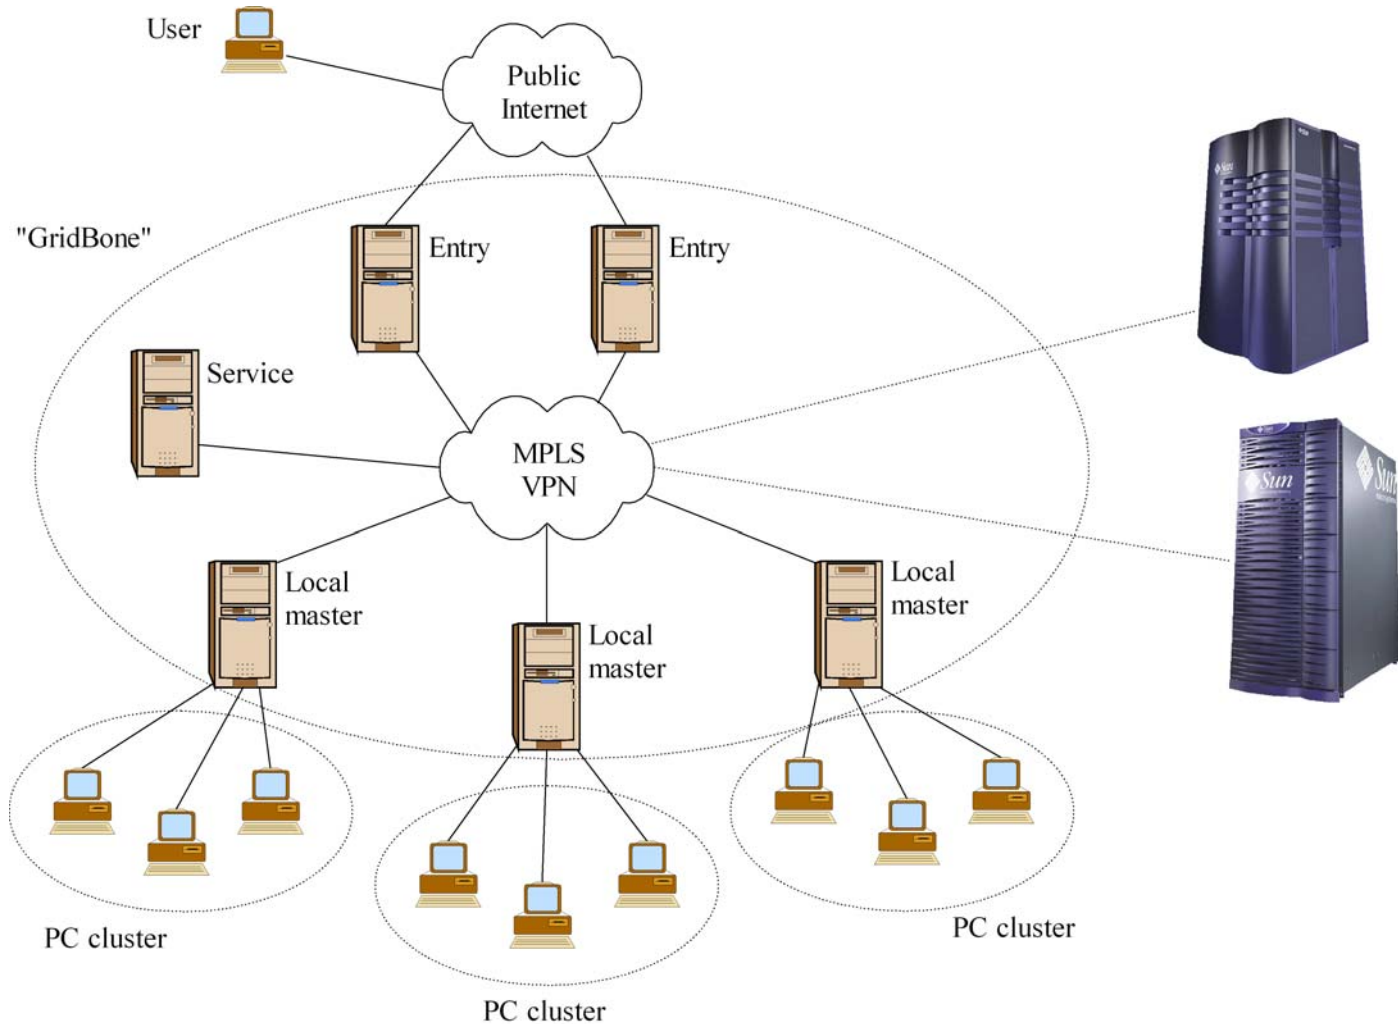 User
Public
Internet
"GridBone"
Entry
Entry
Service
MPLS
VPN
Local
master
Local
master
Local
master
PC cluster
PC cluster
PC cluster
Sun
Sun
Sun